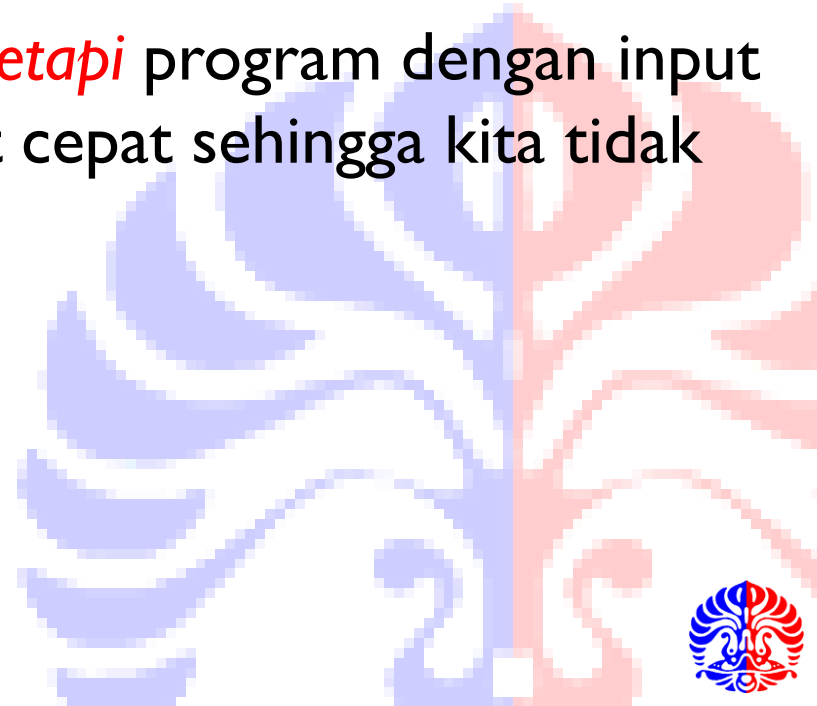 etapi program dengan input
t cepat sehingga kita tidak